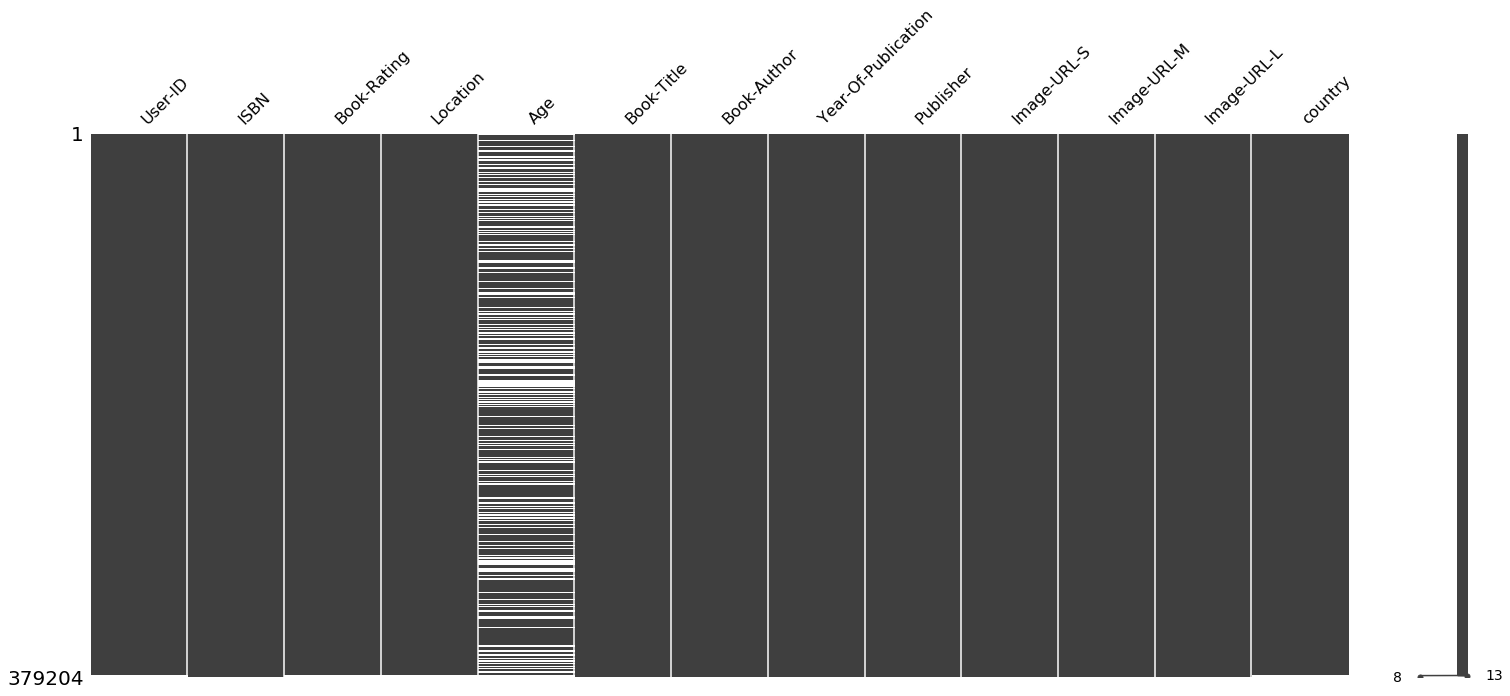 User-ID
ISBN
Book-Rating
Location
Age
Book-Title
Book-Author
Year-Of-Publication
Publisher
Image-URL-S
Image-URL-M
Image-URL-L
country
1
379204
8
13